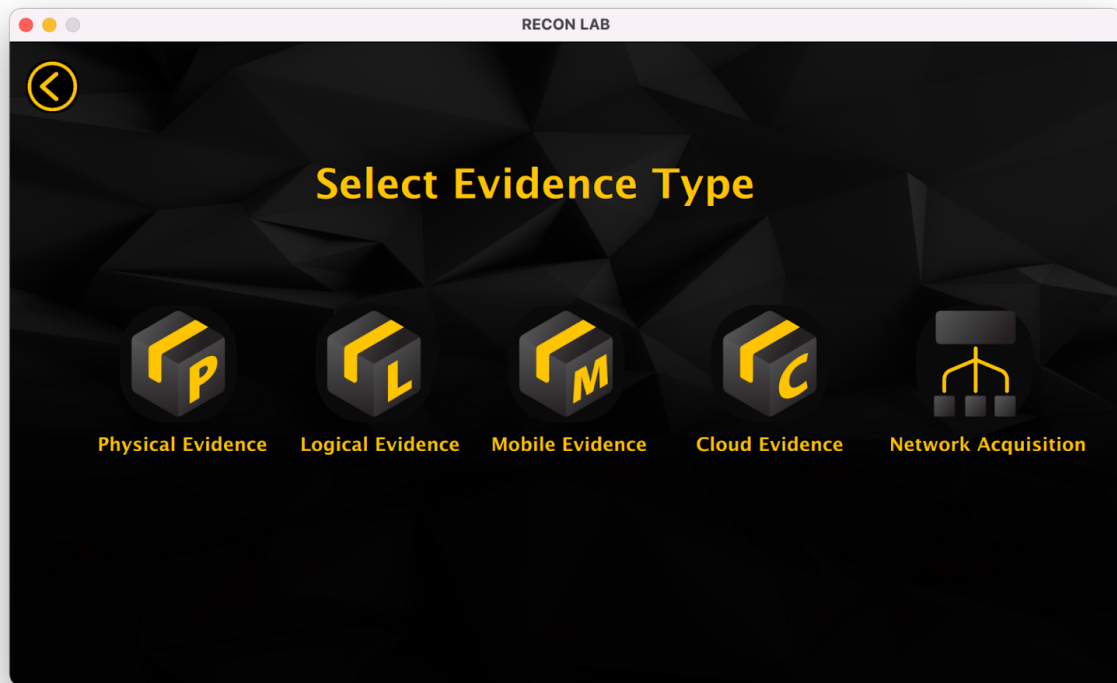 RECON LAB
Select Evidence Type
P
L
M
C
Physical Evidence
Logical Evidence
Mobile Evidence
Cloud Evidence
Network Acquisition